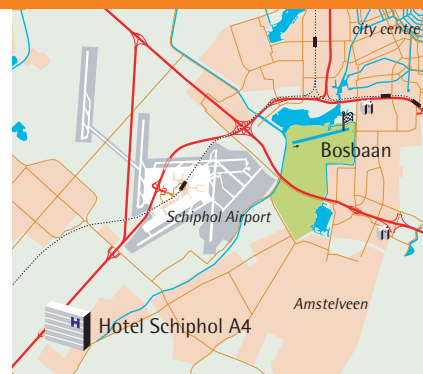 city centre
Bosbaan
Schiphol Airport
Amstelveen
H
Hotel Schiphol A4